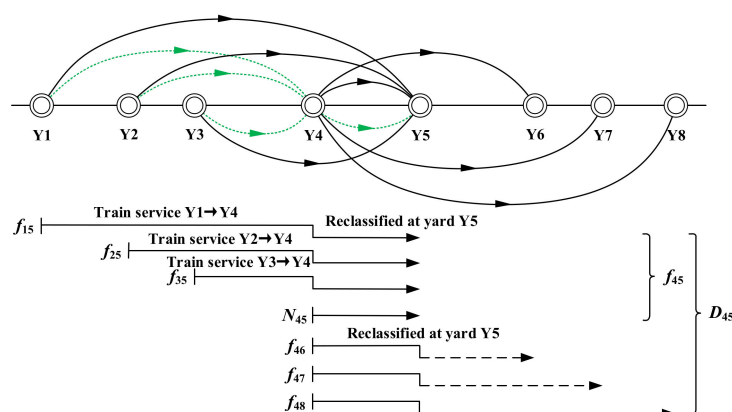 Y1 Y2 Y3 Y4 Y5 Y6 Y7 Y8
Train service Y1→Y4
Reclassified at yard Y5
f15
Train service Y2→Y4
f25
Train service Y3→Y4
f35
f45
D45
N45
Reclassified at yard Y5
f46
f47
f48